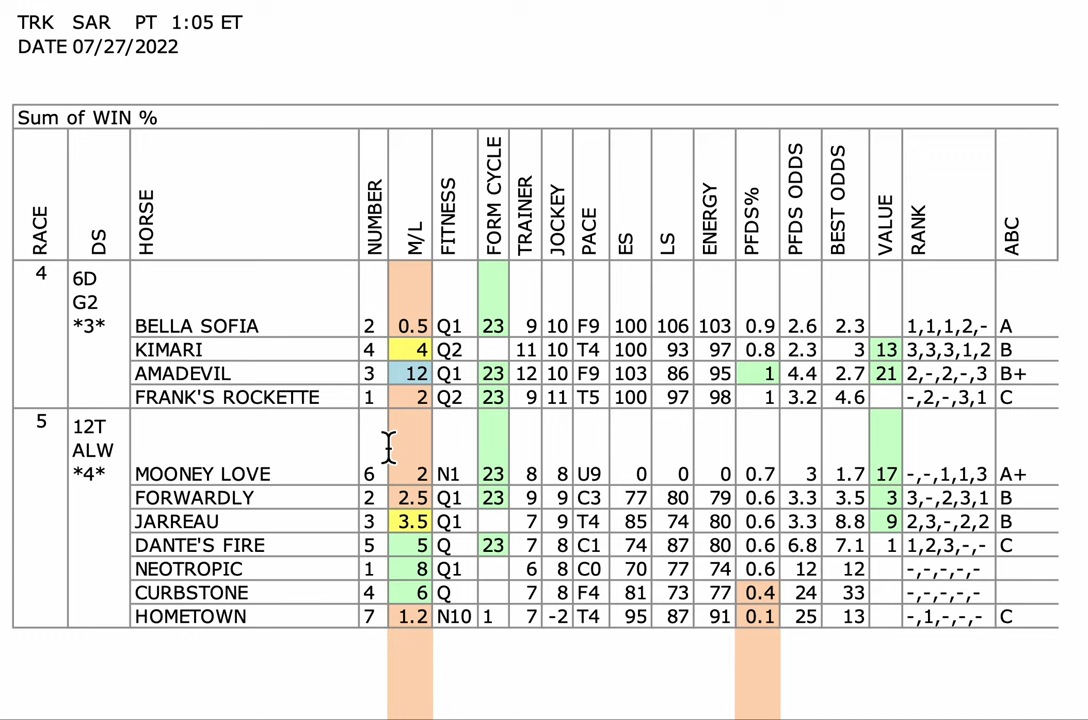 TRK SAR PT 1:05 ET
DATE 07/27/2022
Sum of WIN %
RACE DS HORSE NUMBER M/L FITNESS FORM CYCLE TRAINER JOCKEY PACE ES LS ENERGY PFDS% PFDS ODDS BEST ODDS VALUE RANK ABC
4 6D
G2
*3* BELLA SOFIA 2 0.5 Q1 23 9 10 F9 100 106 103 0.9 2.6 2.3 1,1,1,2,- A
KIMARI 4 4 Q2 11 10 T4 100 93 97 0.8 2.3 3 13 3,3,3,1,2 B
AMADEVIL 3 12 Q1 23 12 10 F9 103 86 95 1 4.4 2.7 21 2,-,2,-,3 B+
FRANK'S ROCKETTE 1 2 Q2 23 9 11 T5 100 97 98 1 3.2 4.6 -,2,-,3,1 C
5 12T
ALW
*4* MOONEY LOVE 6 2 N1 23 8 8 U9 0 0 0 0.7 3 1.7 17 -,-,1,1,3 A+
FORWARDLY 2 2.5 Q1 23 9 9 C3 77 80 79 0.6 3.3 3.5 3 3,-,2,3,1 B
JARREAU 3 3.5 Q1 7 9 T4 85 74 80 0.6 3.3 8.8 9 2,3,-,2,2 B
DANTE'S FIRE 5 5 Q 23 7 8 C1 74 87 80 0.6 6.8 7.1 1 1,2,3,-,- C
NEOTROPIC 1 8 Q1 6 8 C0 70 77 74 0.6 12 12 -,-,-,-,-
CURBSTONE 4 6 Q 7 8 F4 81 73 77 0.4 24 33 -,-,-,-,-
HOMETOWN 7 1.2 N10 1 7 -2 T4 95 87 91 0.1 25 13 -,1,-,-,- C